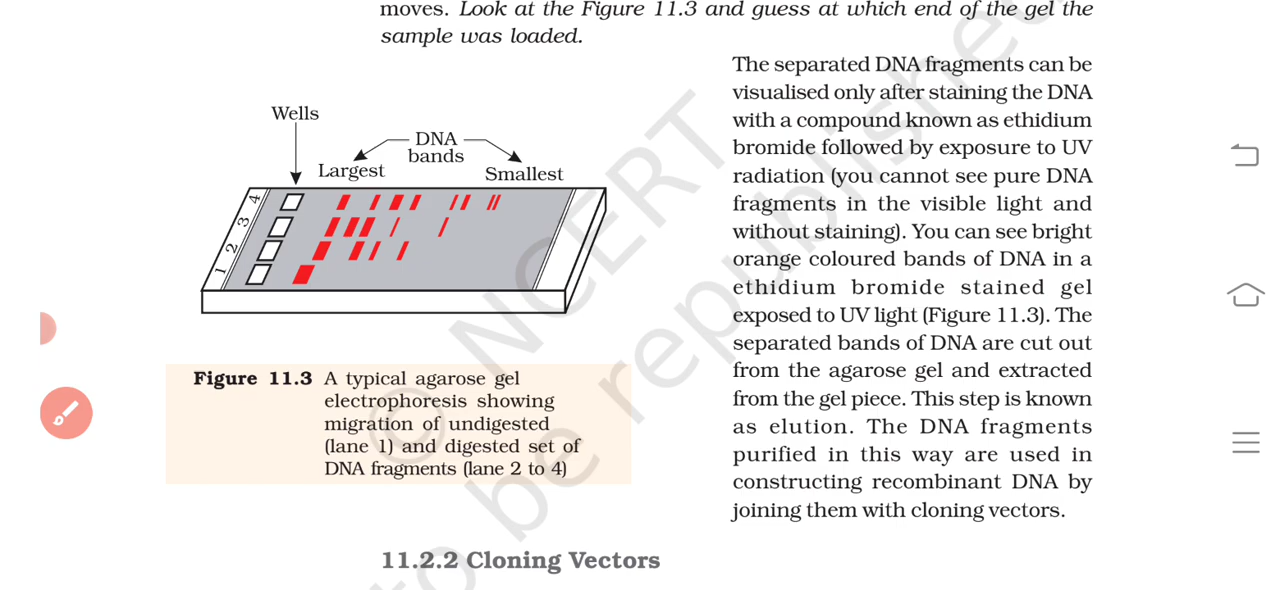 moves. Look at the Figure 11.3 and guess at which end of the gel the
sample was loaded.
Wells
DNA
bands
Largest
Smallest
4
3
2
1
Figure 11.3 A typical agarose gel
electrophoresis showing
migration of undigested
(lane 1) and digested set of
DNA fragments (lane 2 to 4)
The separated DNA fragments can be
visualised only after staining the DNA
with a compound known as ethidium
bromide followed by exposure to UV
radiation (you cannot see pure DNA
fragments in the visible light and
without staining). You can see bright
orange coloured bands of DNA in a
ethidium bromide stained gel
exposed to UV light (Figure 11.3). The
separated bands of DNA are cut out
from the agarose gel and extracted
from the gel piece. This step is known
as elution. The DNA fragments
purified in this way are used in
constructing recombinant DNA by
joining them with cloning vectors.
11.2.2 Cloning Vectors
© NCERT
to be republished